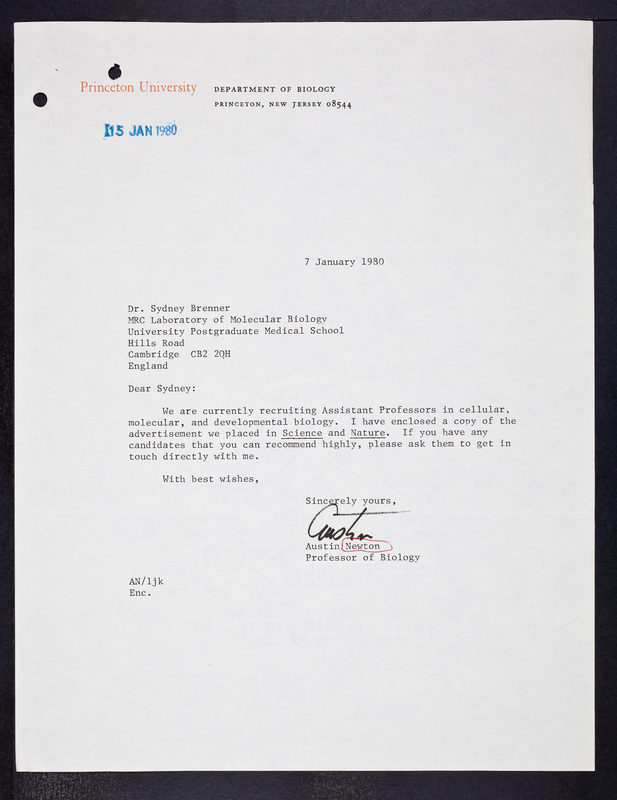 Princeton University DEPARTMENT OF BIOLOGY
PRINCETON, NEW JERSEY 08544
15 JAN 1980
7 January 1980
Dr. Sydney Brenner
MRC Laboratory of Molecular Biology
University Postgraduate Medical School
Hills Road
Cambridge CB2 2QH
England
Dear Sydney:
We are currently recruiting Assistant Professors in cellular,
molecular, and developmental biology. I have enclosed a copy of the
advertisement we placed in Science and Nature. If you have any
candidates that you can recommend highly, please ask them to get in
touch directly with me.
With best wishes,
Sincerely yours,
Austin
Austin Newton
Professor of Biology
AN/ljk
Enc.